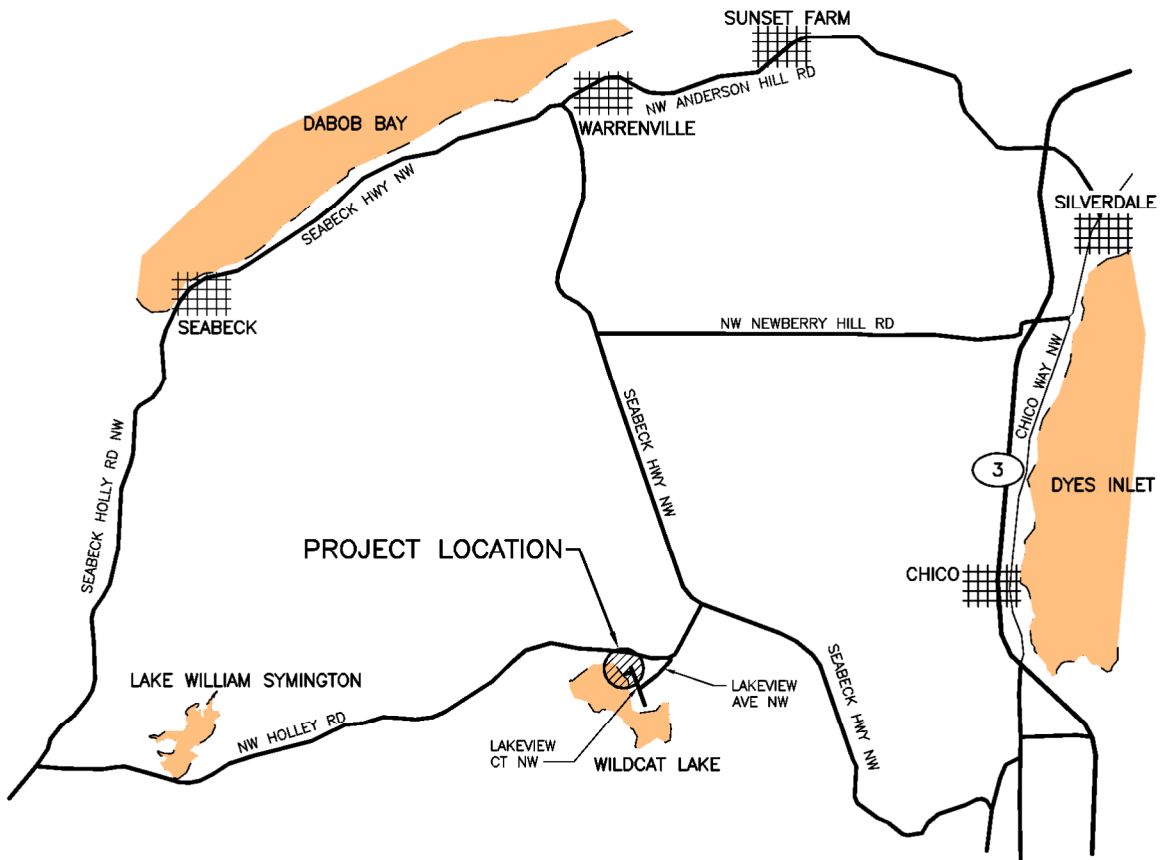 SUNSET FARM
NW ANDERSON HILL RD
DABOB BAY
WARRENVILLE
SEABECK HWY NW
SILVERDALE
SEABECK
NW NEWBERRY HILL RD
CHICO WAY NW
SEABECK HWY NW
SEABECK HOLLY RD NW
3
DYES INLET
PROJECT LOCATION
CHICO
LAKE WILLIAM SYMINGTON
LAKEVIEW
AVE NW
SEABECK HWY NW
NW HOLLEY RD
LAKEVIEW
CT NW
WILDCAT LAKE